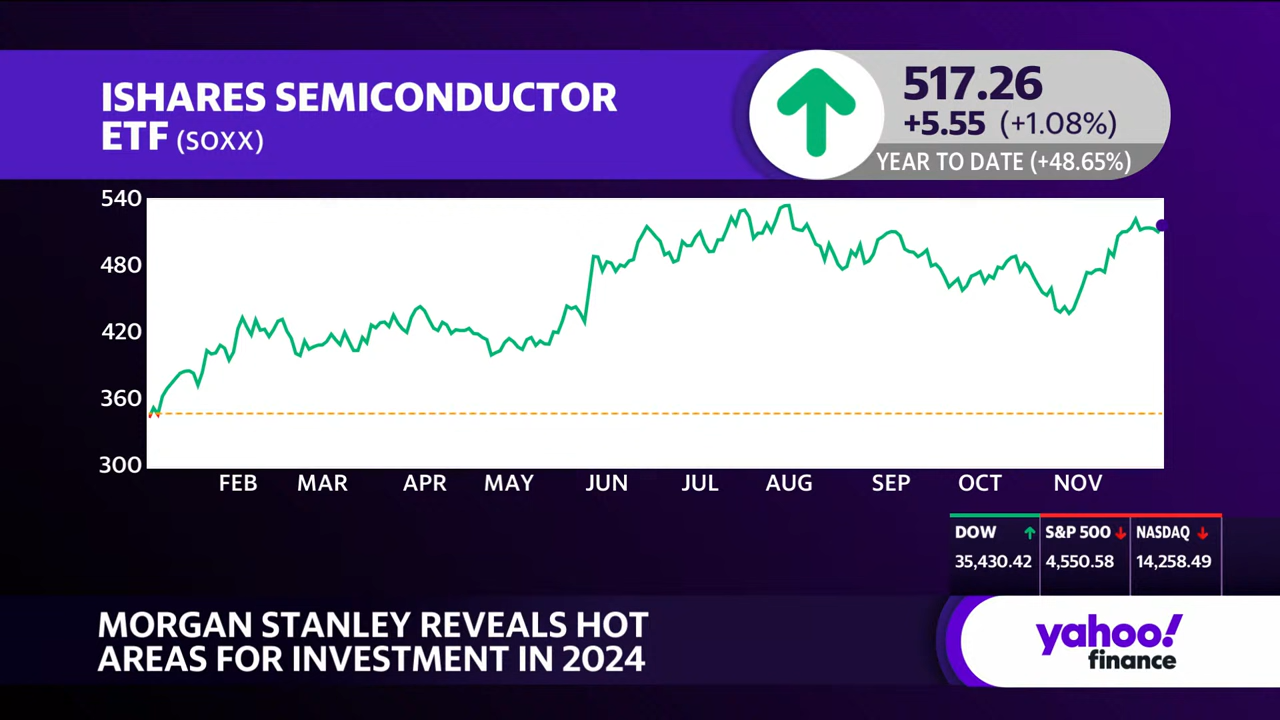 ISHARES SEMICONDUCTOR
ETF (SOXX)
517.26
+5.55 (+1.08%)
YEAR TO DATE (+48.65%)
540
480
420
360
300
FEB MAR APR MAY JUN JUL AUG SEP OCT NOV
DOW S&P 500 NASDAQ
35,430.42 4,550.58 14,258.49
MORGAN STANLEY REVEALS HOT
AREAS FOR INVESTMENT IN 2024
yahoo!
finance